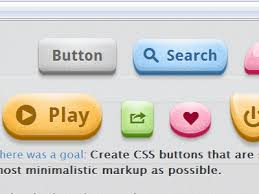 Button
Search
Play
here was a goal: Create CSS buttons that are
most minimalistic markup as possible.